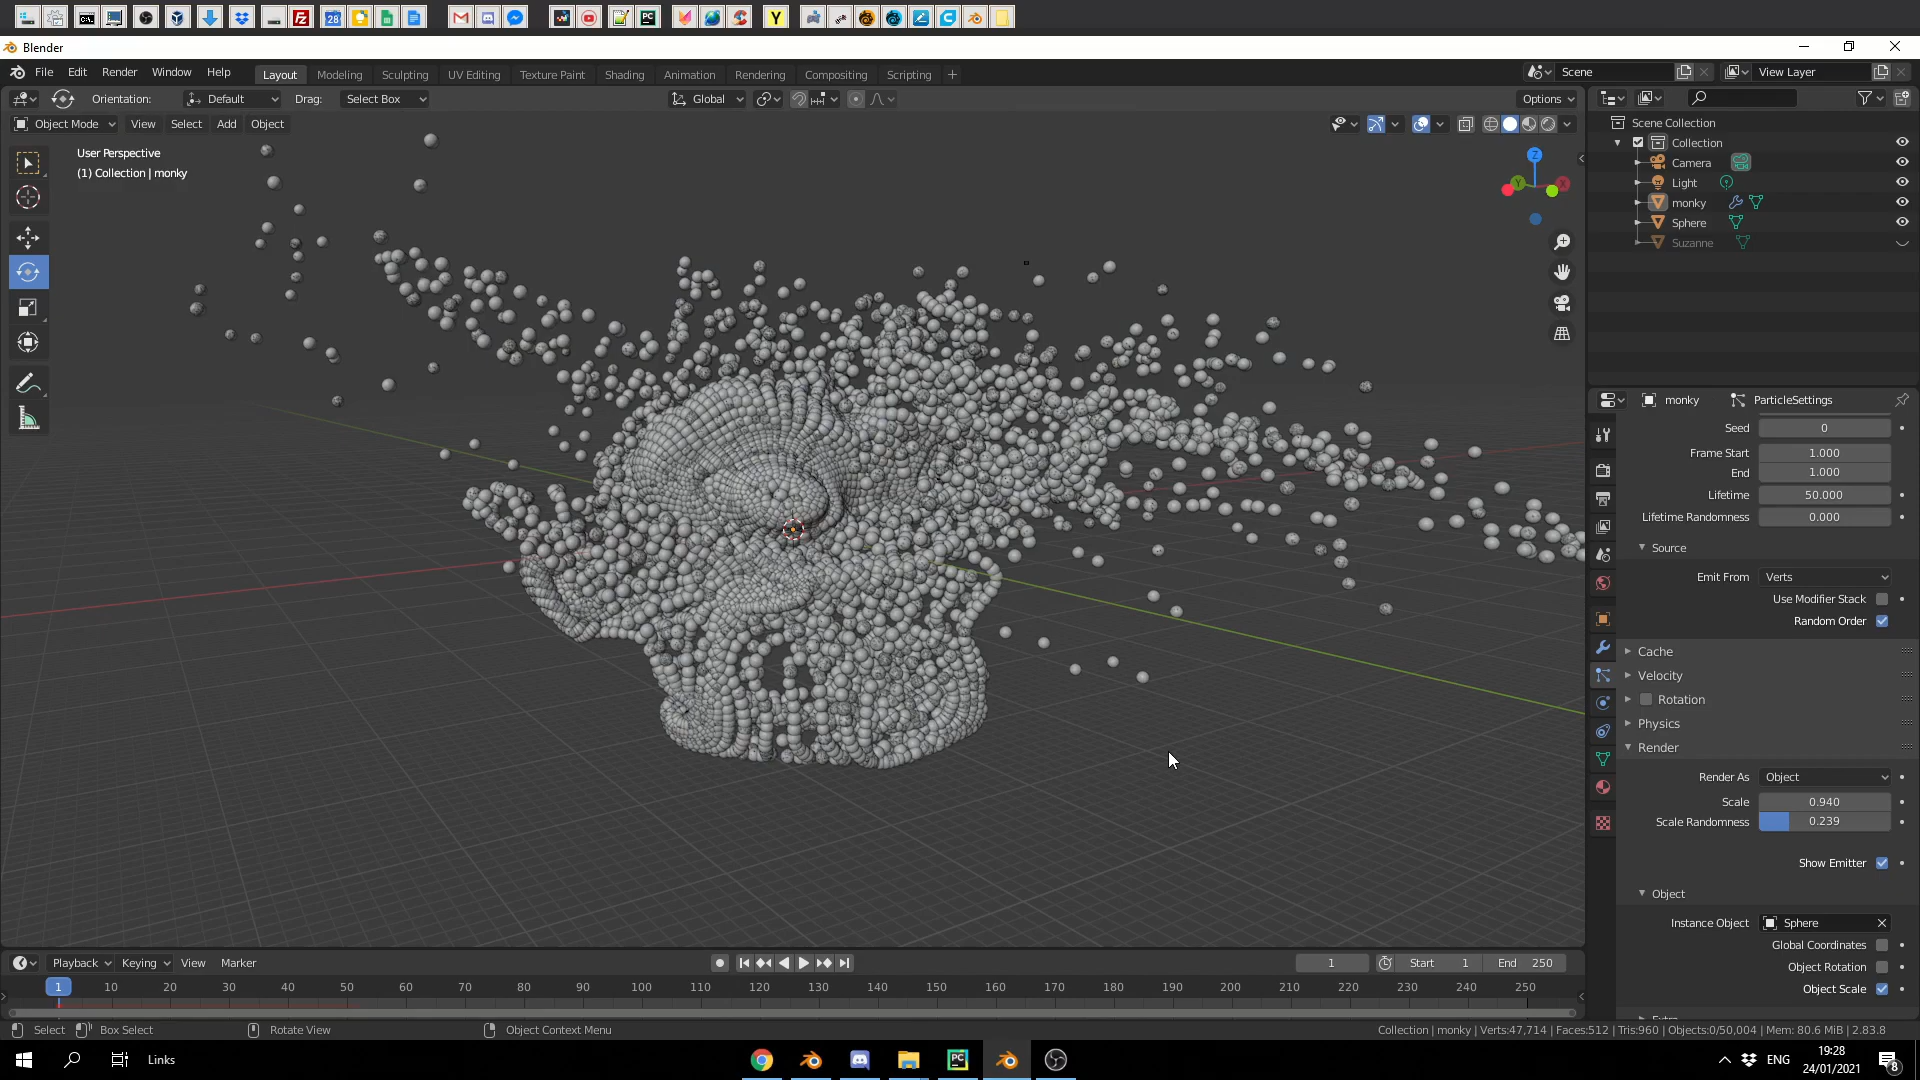 28
Y
Blender
File Edit Render Window Help
Layout Modeling Sculpting UV Editing Texture Paint Shading Animation Rendering Compositing Scripting +
Scene
View Layer
Orientation: Default Drag: Select Box
Global
Options
Object Mode View Select Add Object
User Perspective
(1) Collection | monky
Z
Y
X
Scene Collection
Collection
Camera
Light
monky
Sphere
Suzanne
monky ParticleSettings
Seed 0
Frame Start 1.000
End 1.000
Lifetime 50.000
Lifetime Randomness 0.000
Source
Emit From Verts
Use Modifier Stack
Random Order
Cache
Velocity
Rotation
Physics
Render
Render As Object
Scale 0.940
Scale Randomness 0.239
Show Emitter
Object
Instance Object Sphere
Global Coordinates
Object Rotation
Object Scale
Playback Keying View Marker
1 Start 1 End 250
1 10 20 30 40 50 60 70 80 90 100 110 120 130 140 150 160 170 180 190 200 210 220 230 240 250
Select Box Select Rotate View Object Context Menu
Collection | monky | Verts:47,714 | Faces:512 | Tris:960 | Objects:0/50,004 | Mem: 80.6 MiB | 2.83.8
Links
PC
ENG
19:28
24/01/2021
8